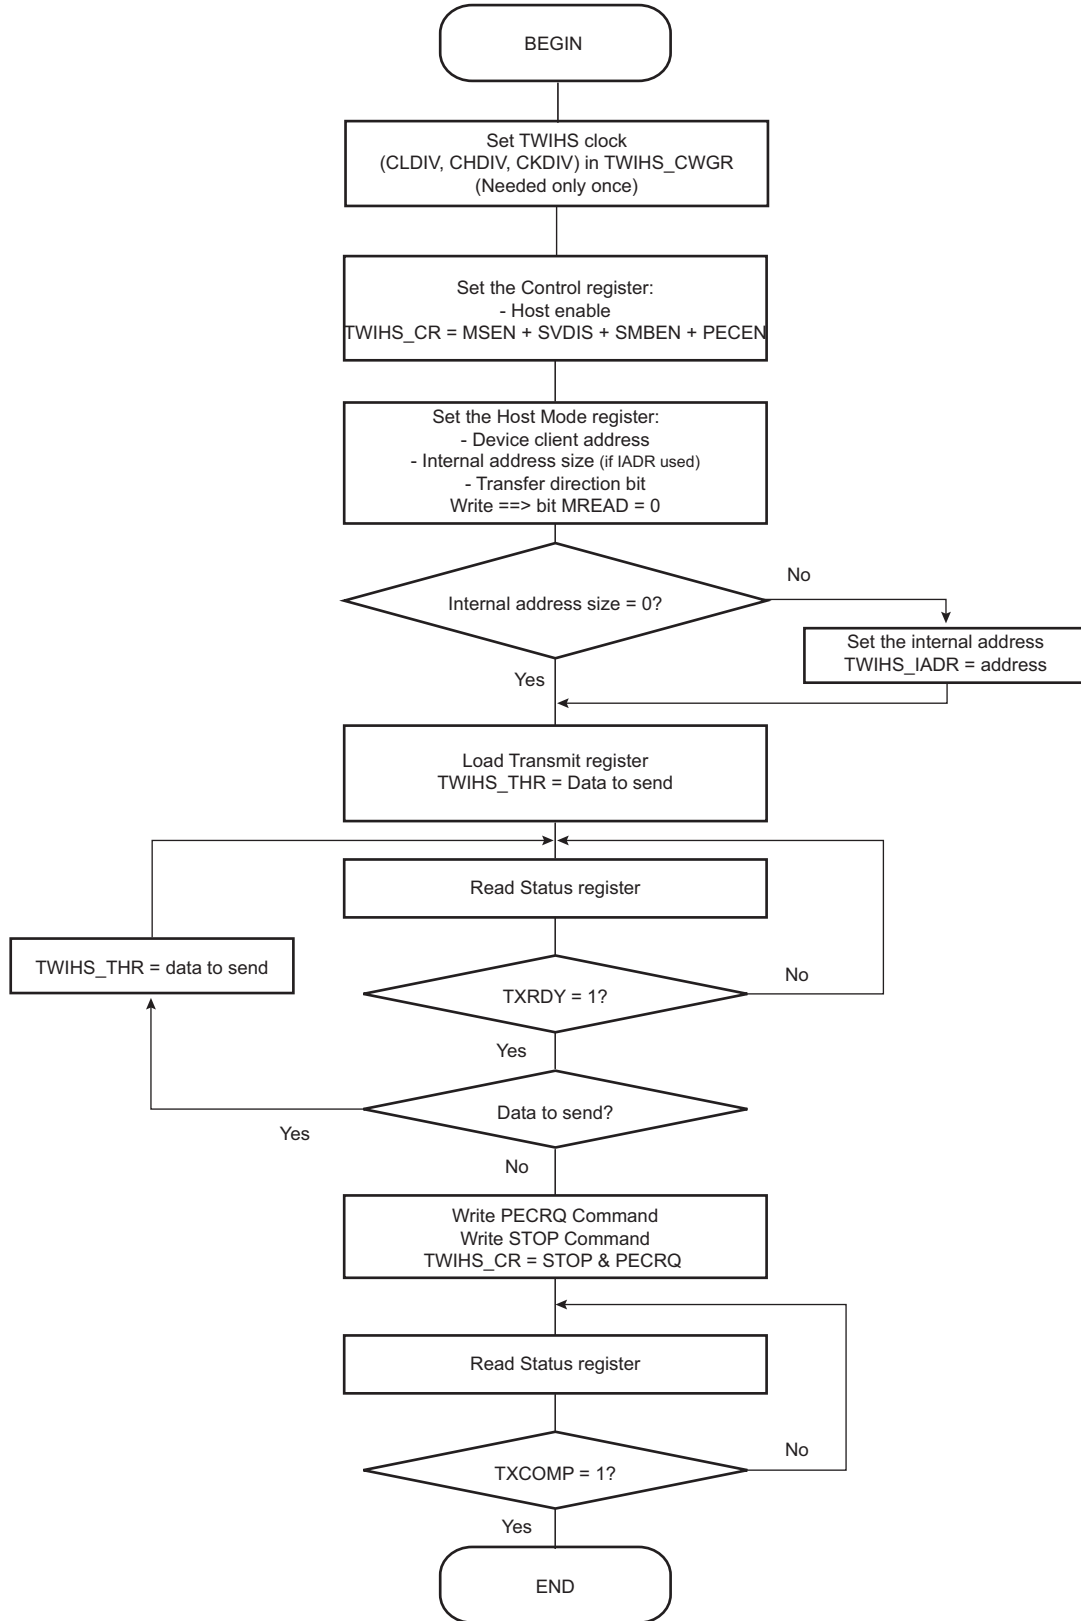 BEGIN
Set TWIHS clock
(CLDIV, CHDIV, CKDIV) in TWIHS_CWGR
(Needed only once)
Set the Control register:
- Host enable
TWIHS_CR = MSEN + SVDIS + SMBEN + PECEN
Set the Host Mode register:
- Device client address
- Internal address size (if IADR used)
- Transfer direction bit
Write ==> bit MREAD = 0
Internal address size = 0?
No
Set the internal address
TWIHS_IADR = address
Yes
Load Transmit register
TWIHS_THR = Data to send
Read Status register
TWIHS_THR = data to send
TXRDY = 1?
No
Yes
Data to send?
Yes
No
Write PECRQ Command
Write STOP Command
TWIHS_CR = STOP & PECRQ
Read Status register
TXCOMP = 1?
No
Yes
END